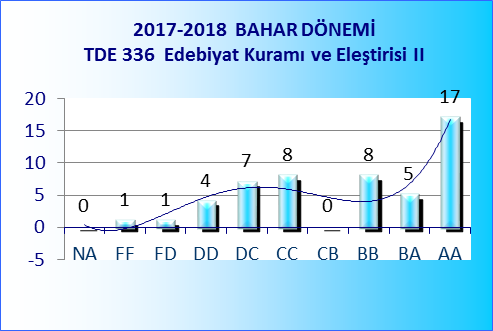 2017-2018 BAHAR DÖNEMİ
TDE 336 Edebiyat Kuramı ve Eleştirisi II
20
15
10
5
0
-5
0 1 1 4 7 8 0 8 5 17
NA FF FD DD DC CC CB BB BA AA